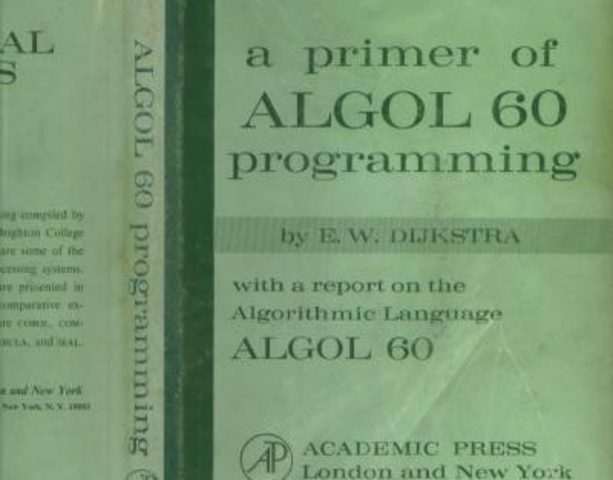 AL
S
ing compiled by
Brighton College
are some of the
cessing systems.
are presented in
comparative ex-
are COBOL, COM-
and
and New York
New York, N. Y. 10003
ALGOL 60 programming
a primer of
ALGOL 60
programming
by E. W. DIJKSTRA
with a report on the
Algorithmic Language
ALGOL 60
AP
ACADEMIC PRESS
London and New York